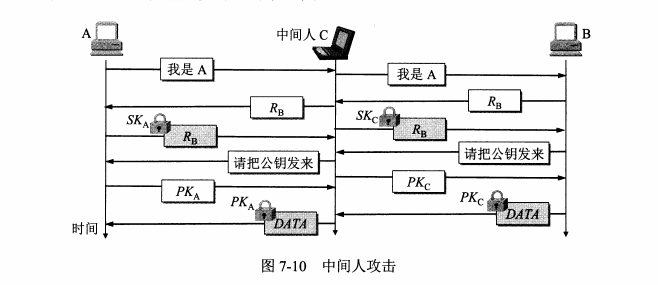 A
中间人 C
B
我是 A
我是 A
R_B
R_B
SK_A
R_B
SK_C
R_B
请把公钥发来
请把公钥发来
PK_A
PK_C
PK_A
DATA
PK_C
DATA
时间
图 7-10 中间人攻击